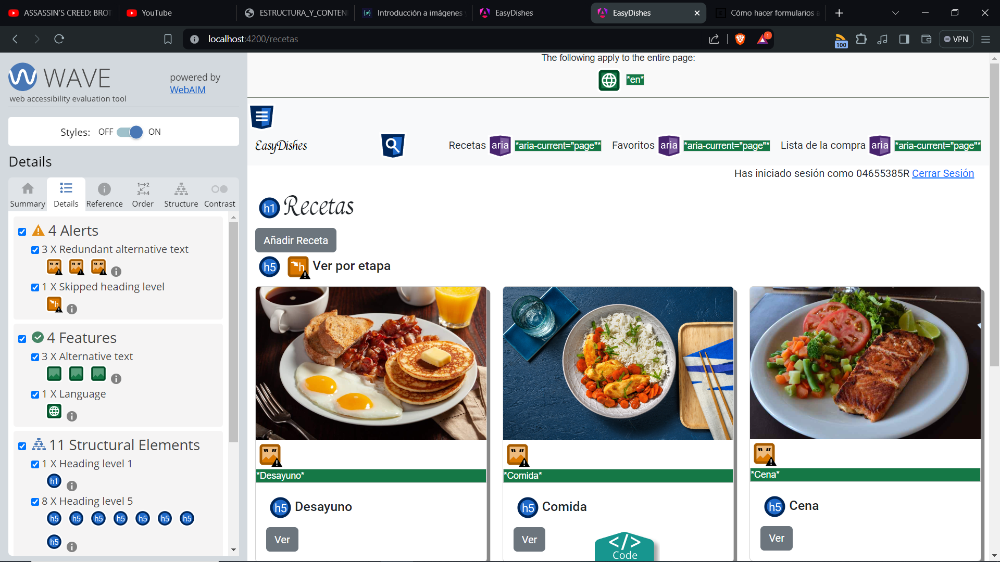 ASSASSIN'S CREED: BROT
YouTube
ESTRUCTURA_Y_CONTEN
Introducción a imágenes
EasyDishes
EasyDishes
Cómo hacer formularios a
localhost:4200/recetas
1
100
VPN
WAVE
web accessibility evaluation tool
powered by
WebAIM
Styles: OFF ON
Details
Summary
Details
Reference
Order
Structure
Contrast
4 Alerts
3 X Redundant alternative text
1 X Skipped heading level
4 Features
3 X Alternative text
1 X Language
11 Structural Elements
1 X Heading level 1
h1
8 X Heading level 5
h5 h5 h5 h5 h5 h5 h5
h5
The following apply to the entire page:
*en*
EasyDishes
Recetas aria *aria-current="page"* Favoritos aria *aria-current="page"* Lista de la compra aria *aria-current="page"*
Has iniciado sesión como 04655385R Cerrar Sesión
h1 Recetas
Añadir Receta
h5 h Ver por etapa
*Desayuno*
h5 Desayuno
Ver
*Comida*
h5 Comida
Ver
*Cena*
h5 Cena
Ver
</> Code